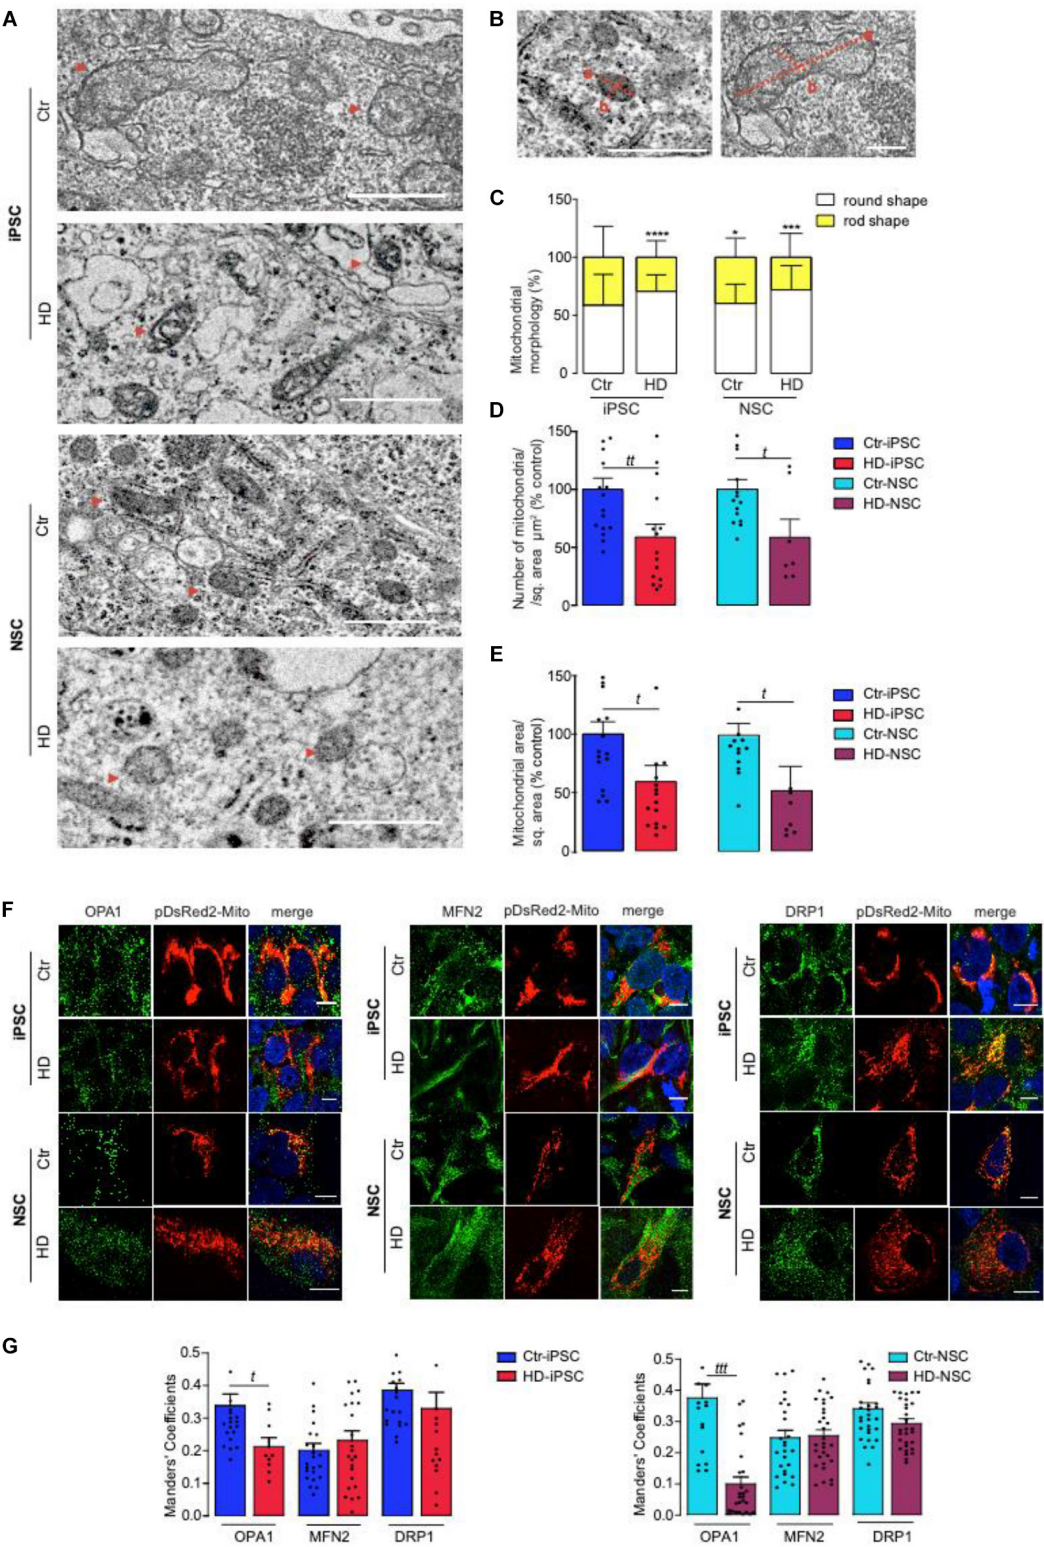 A
iPSC
Ctr
HD
NSC
Ctr
HD
B
a
b
a
b
C
Mitochondrial
morphology (%)
150
100
50
0
round shape
rod shape
****
*
***
Ctr HD Ctr HD
iPSC NSC
D
Number of mitochondria/
/sq. area µm² (% control)
150
100
50
0
tt
t
Ctr-iPSC
HD-iPSC
Ctr-NSC
HD-NSC
E
Mitochondrial area/
sq. area (% control)
150
100
50
0
t
t
Ctr-iPSC
HD-iPSC
Ctr-NSC
HD-NSC
F
OPA1 pDsRed2-Mito merge
iPSC
Ctr
HD
NSC
Ctr
HD
MFN2 pDsRed2-Mito merge
iPSC
Ctr
HD
NSC
Ctr
HD
DRP1 pDsRed2-Mito merge
iPSC
Ctr
HD
NSC
Ctr
HD
G
Manders' Coefficients
0.5
0.4
0.3
0.2
0.1
0.0
t
Ctr-iPSC
HD-iPSC
OPA1 MFN2 DRP1
Manders' Coefficients
0.5
0.4
0.3
0.2
0.1
0.0
ttt
Ctr-NSC
HD-NSC
OPA1 MFN2 DRP1